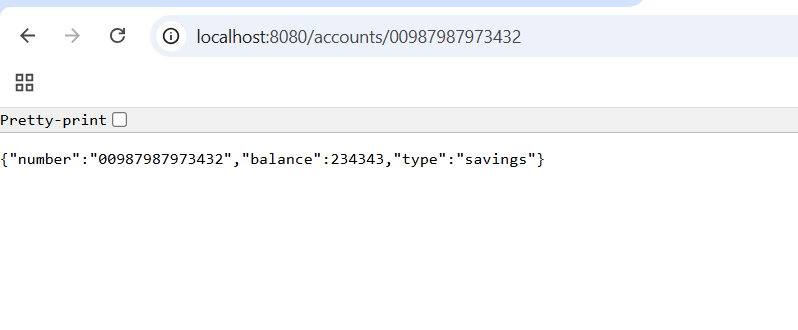 localhost:8080/accounts/00987987973432
Pretty-print
{"number":"00987987973432","balance":234343,"type":"savings"}